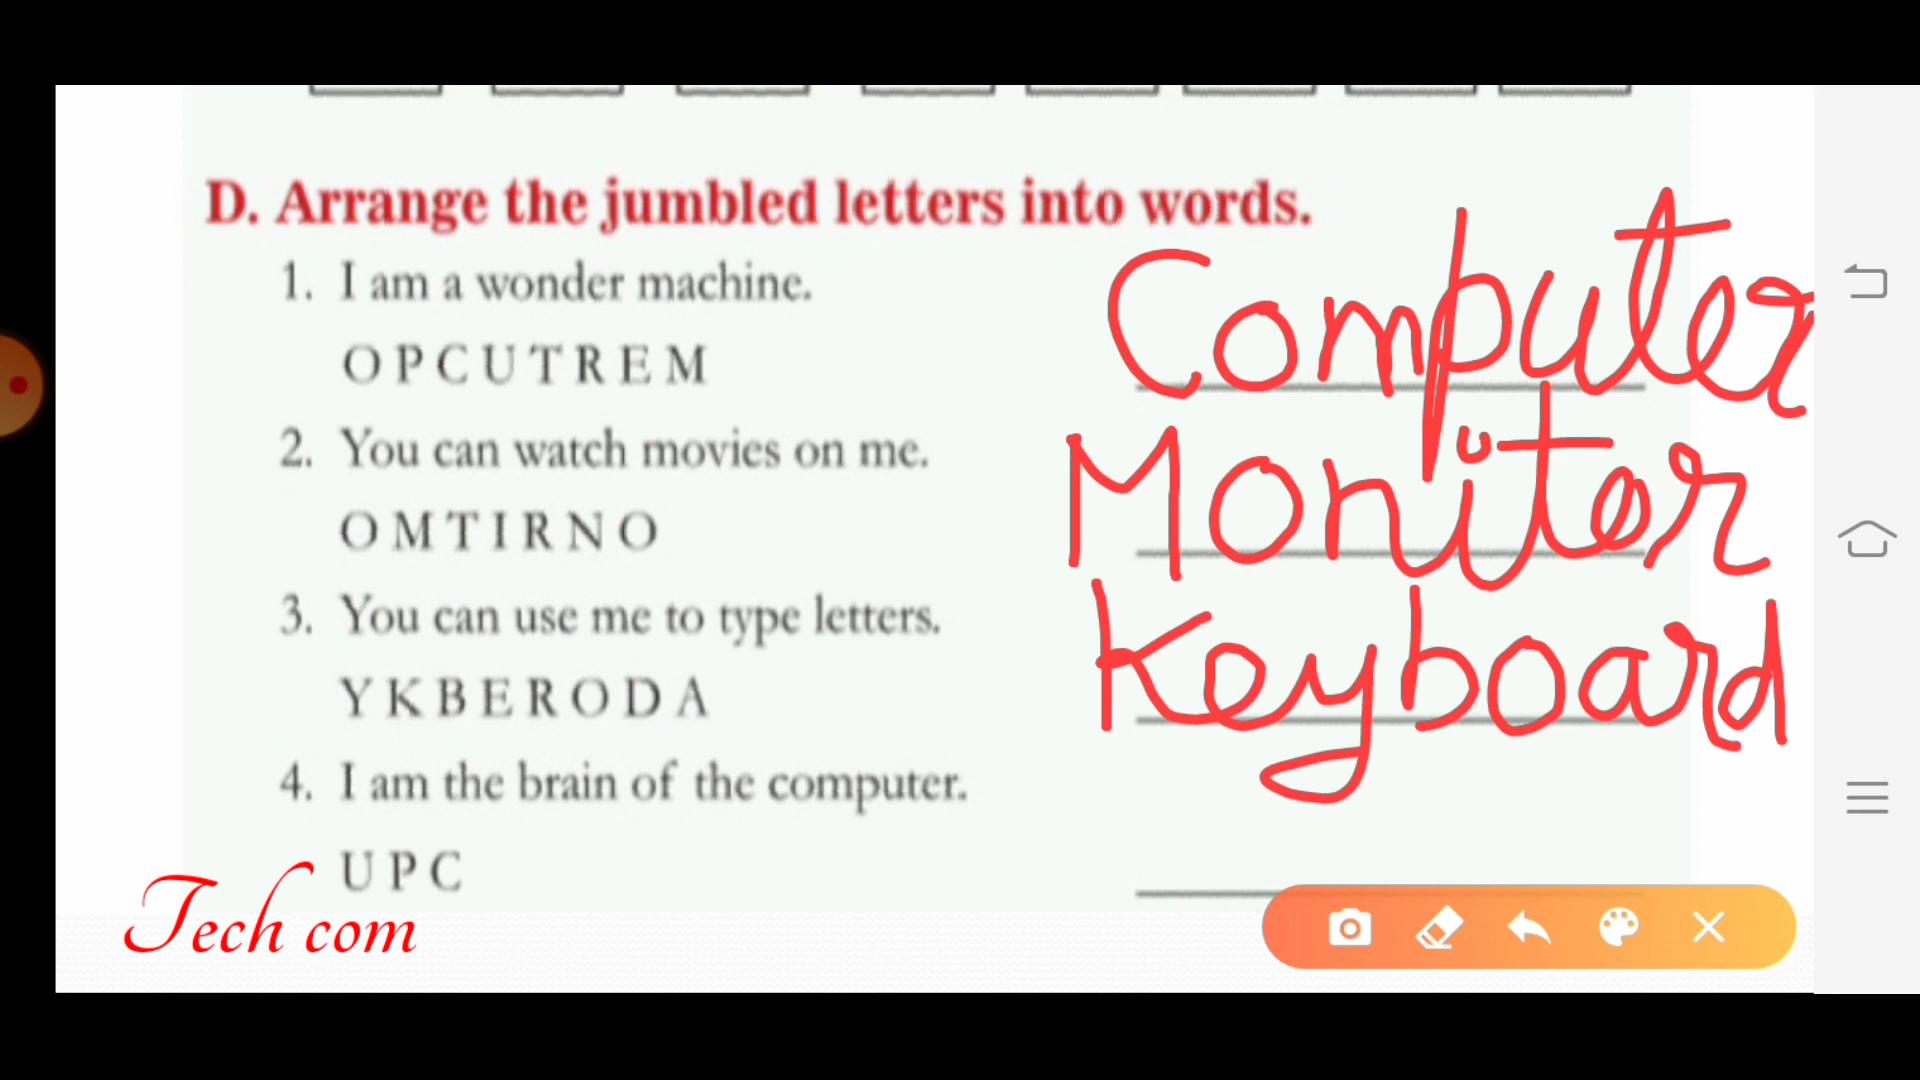 D. Arrange the jumbled letters into words.
1. I am a wonder machine.
O P C U T R E M Computer
2. You can watch movies on me.
O M T I R N O Monitor
3. You can use me to type letters.
Y K B E R O D A Keyboard
4. I am the brain of the computer.
U P C
Tech com